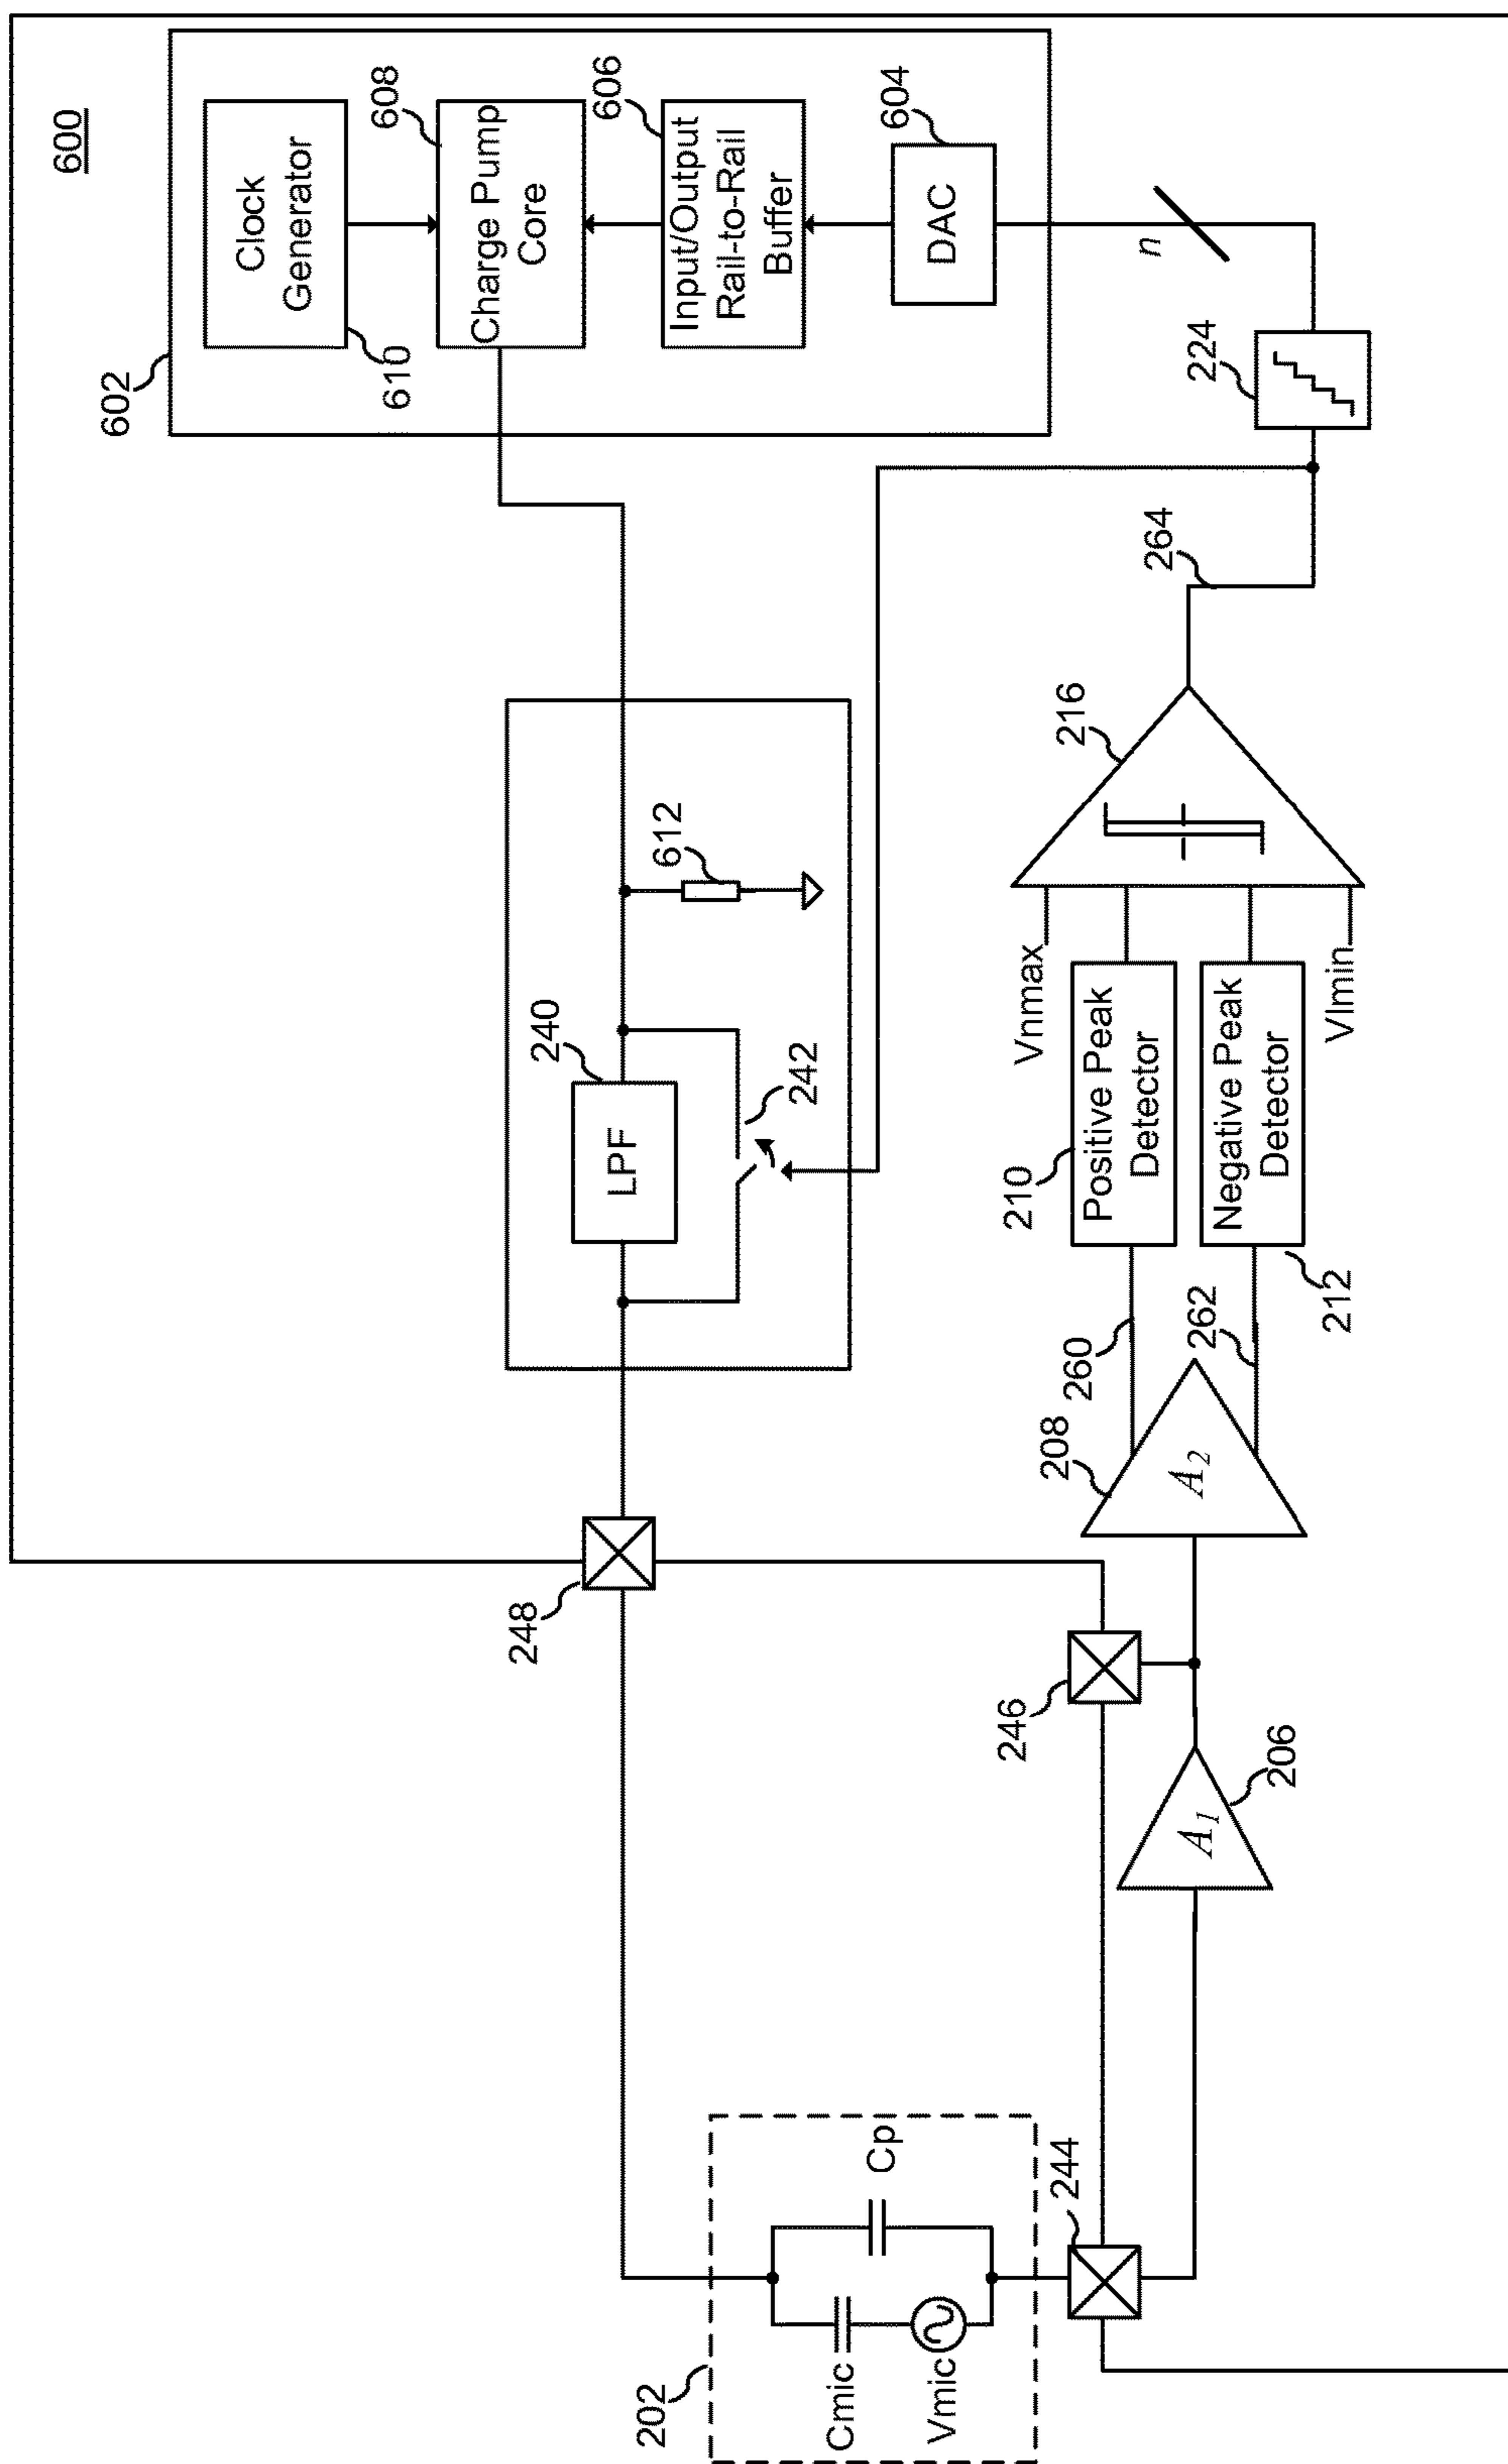 600
602
Clock
Generator
610
608
Charge Pump
Core
606
Input/Output
Rail-to-Rail
Buffer
604
DAC
n
224
264
216
612
240
LPF
242
248
Vnmax
210
Positive Peak
Detector
Negative Peak
Detector
212
Vlmin
260
262
208
A2
246
206
A1
244
202
Cmic
Vmic
Cp